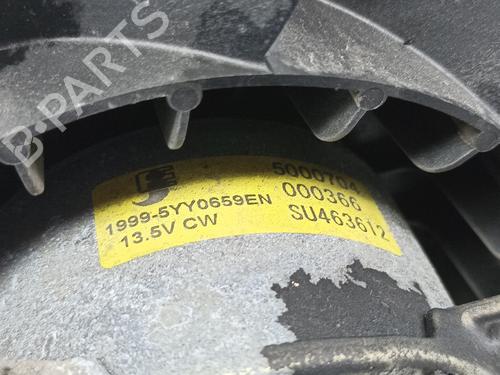 B-PARTS
1999-5YY0659EN
13.5V CW
5000704
000366
SU463612